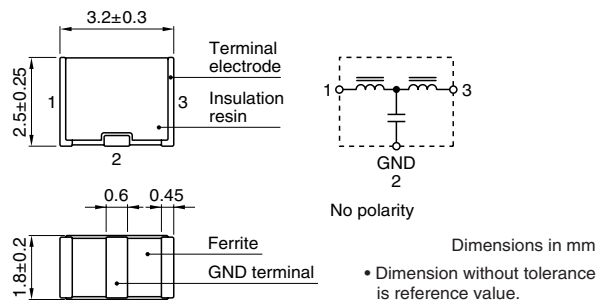 3.2±0.3
2.5±0.25
1
3
2
Terminal
electrode
Insulation
resin
1
3
GND
2
No polarity
0.6
0.45
1.8±0.2
Ferrite
GND terminal
Dimensions in mm
• Dimension without tolerance
is reference value.